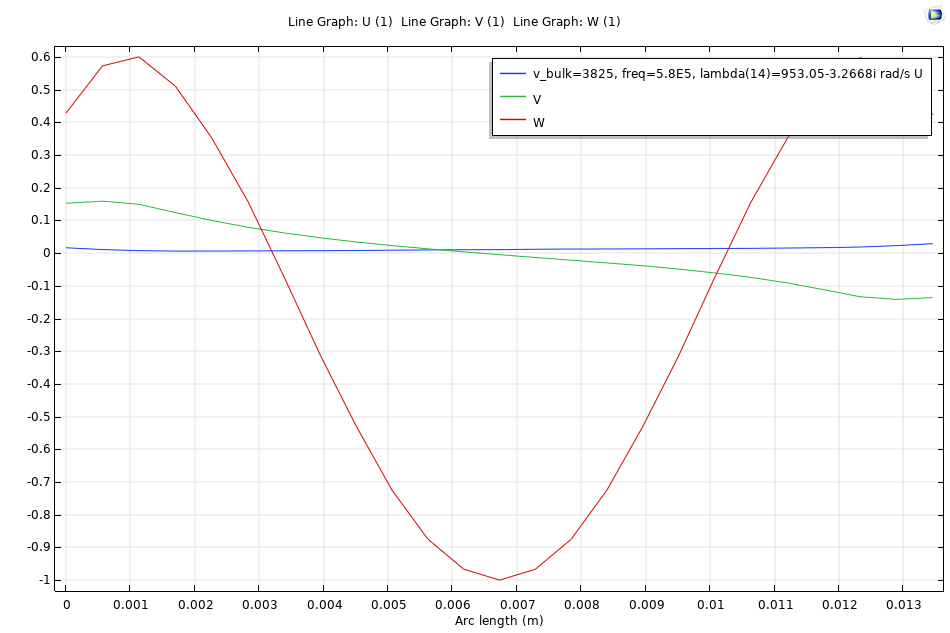 Line Graph: U (1) Line Graph: V (1) Line Graph: W (1)
v_bulk=3825, freq=5.8E5, lambda(14)=953.05-3.2668i rad/s U
V
W
0.6
0.5
0.4
0.3
0.2
0.1
0
-0.1
-0.2
-0.3
-0.4
-0.5
-0.6
-0.7
-0.8
-0.9
-1
0 0.001 0.002 0.003 0.004 0.005 0.006 0.007 0.008 0.009 0.01 0.011 0.012 0.013
Arc length (m)